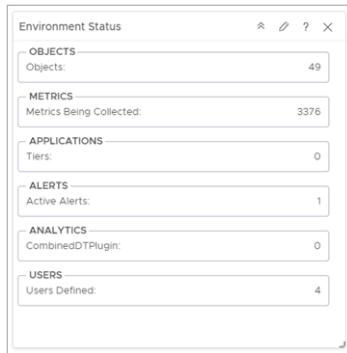 Environment Status ?
OBJECTS
Objects: 49
METRICS
Metrics Being Collected: 3376
APPLICATIONS
Tiers: 0
ALERTS
Active Alerts: 1
ANALYTICS
CombinedDTPlugin: 0
USERS
Users Defined: 4